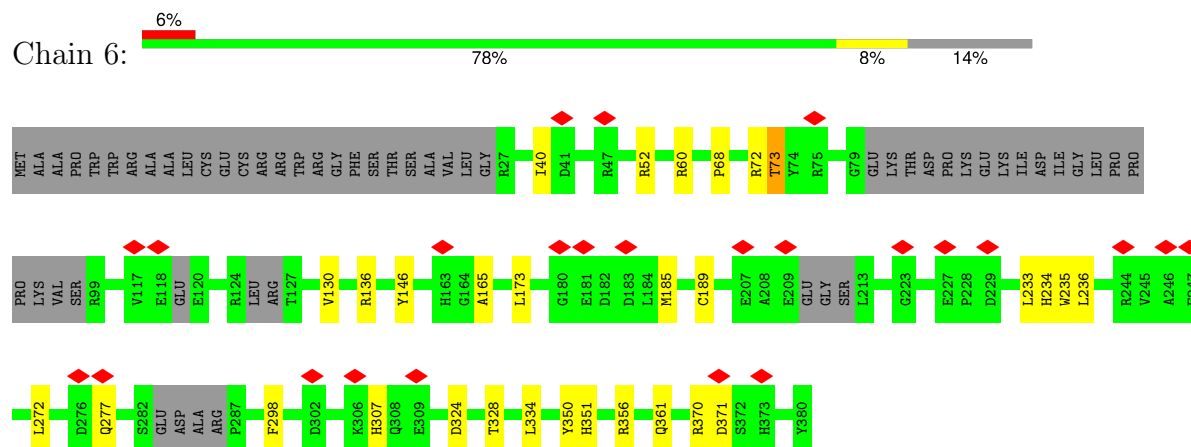 6%
Chain 6:
78% 8% 14%
MET ALA ALA PRO TRP TRP ARG ALA ALA LEU CYS GLU CYS ARG ARG TRP ARG GLY PHE SER THR SER ALA VAL LEU GLY R27 I40 D41 R47 R52 R60 P68 R72 T73 Y74 R75 G79 GLU LYS THR ASP PRO LYS GLU LYS ILE ASP ILE GLY LEU PRO PRO
PRO LYS VAL SER R99 V117 E118 GLU E120 R124 LEU ARG T127 V130 R136 Y146 H163 G164 A165 L173 G180 E181 D182 D183 L184 M185 C189 E207 A208 E209 GLU GLY SER L213 G223 E227 P228 D229 L233 H234 W235 L236 R244 V245 A246
L272 D276 Q277 S282 GLU ASP ALA ARG P287 F298 D302 K306 H307 Q308 E309 D324 T328 L334 Y350 H351 R356 Q361 R370 D371 S372 H373 Y380